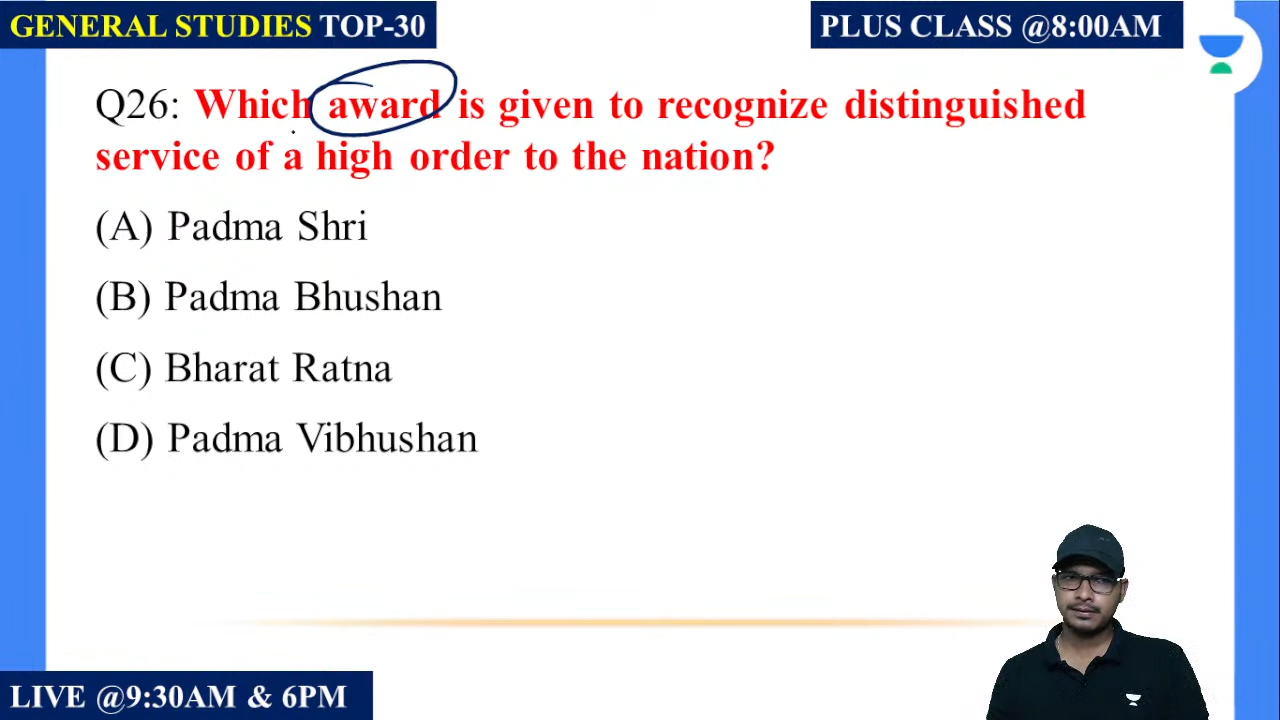 GENERAL STUDIES TOP-30
PLUS CLASS @8:00AM
Q26: Which award is given to recognize distinguished
service of a high order to the nation?
(A) Padma Shri
(B) Padma Bhushan
(C) Bharat Ratna
(D) Padma Vibhushan
LIVE @9:30AM & 6PM